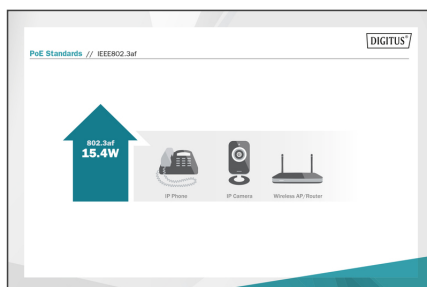 DIGITUS®
PoE Standards // IEEE802.3af
802.3af
15.4W
IP Phone
IP Camera
Wireless AP/Router